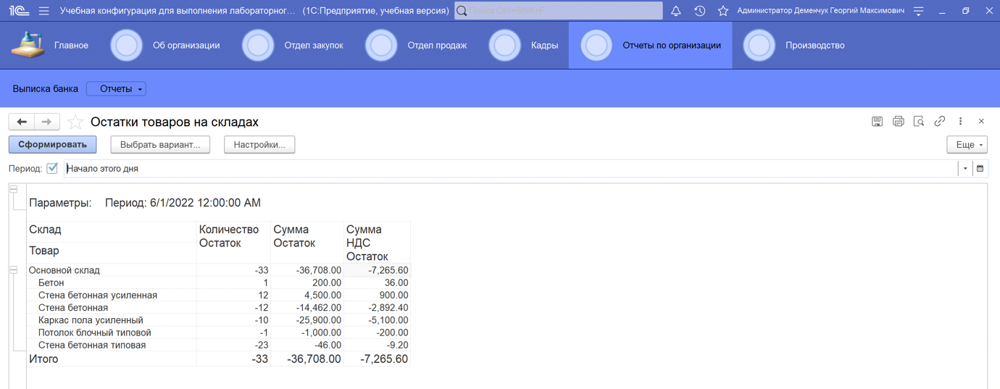 1С Учебная конфигурация для выполнения лабораторног... (1С:Предприятие, учебная версия) Поиск Ctrl+Shift+F Администратор Деменчук Георгий Максимович
Главное Об организации Отдел закупок Отдел продаж Кадры Отчеты по организации Производство
Выписка банка Отчеты
Остатки товаров на складах
Сформировать Выбрать вариант... Настройки... Еще
Период: Начало этого дня
Параметры: Период: 6/1/2022 12:00:00 AM
Склад Количество Остаток Сумма Остаток Сумма НДС Остаток
Товар
Основной склад -33 -36,708.00 -7,265.60
Бетон 1 200.00 36.00
Стена бетонная усиленная 12 4,500.00 900.00
Стена бетонная -12 -14,462.00 -2,892.40
Каркас пола усиленный -10 -25,900.00 -5,100.00
Потолок блочный типовой -1 -1,000.00 -200.00
Стена бетонная типовая -23 -46.00 -9.20
Итого -33 -36,708.00 -7,265.60